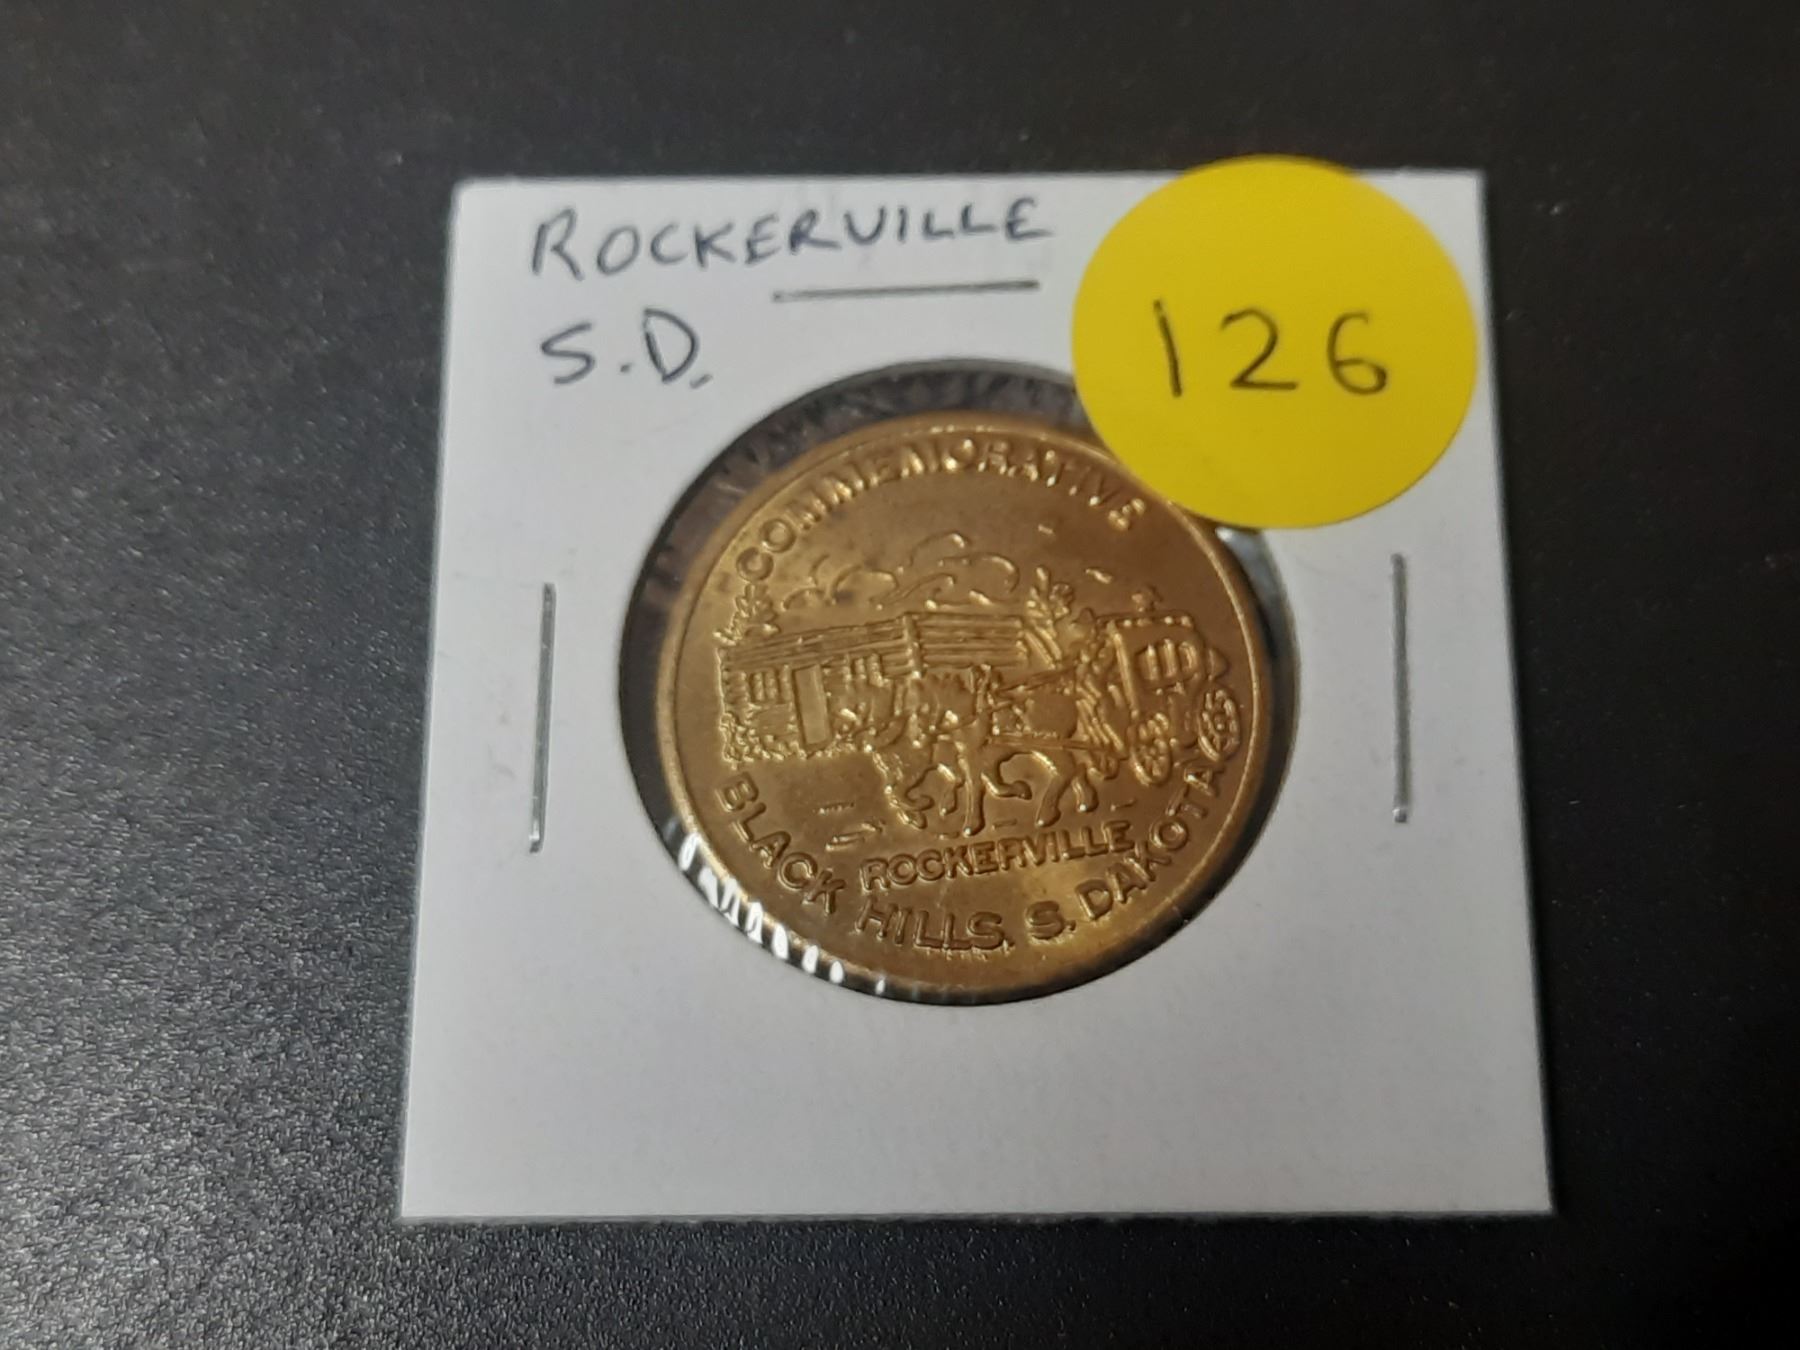 ROCKERVILLE
S.D.
126
COMMEMORATIVE
ROCKERVILLE
BLACK HILLS, S. DAKOTA